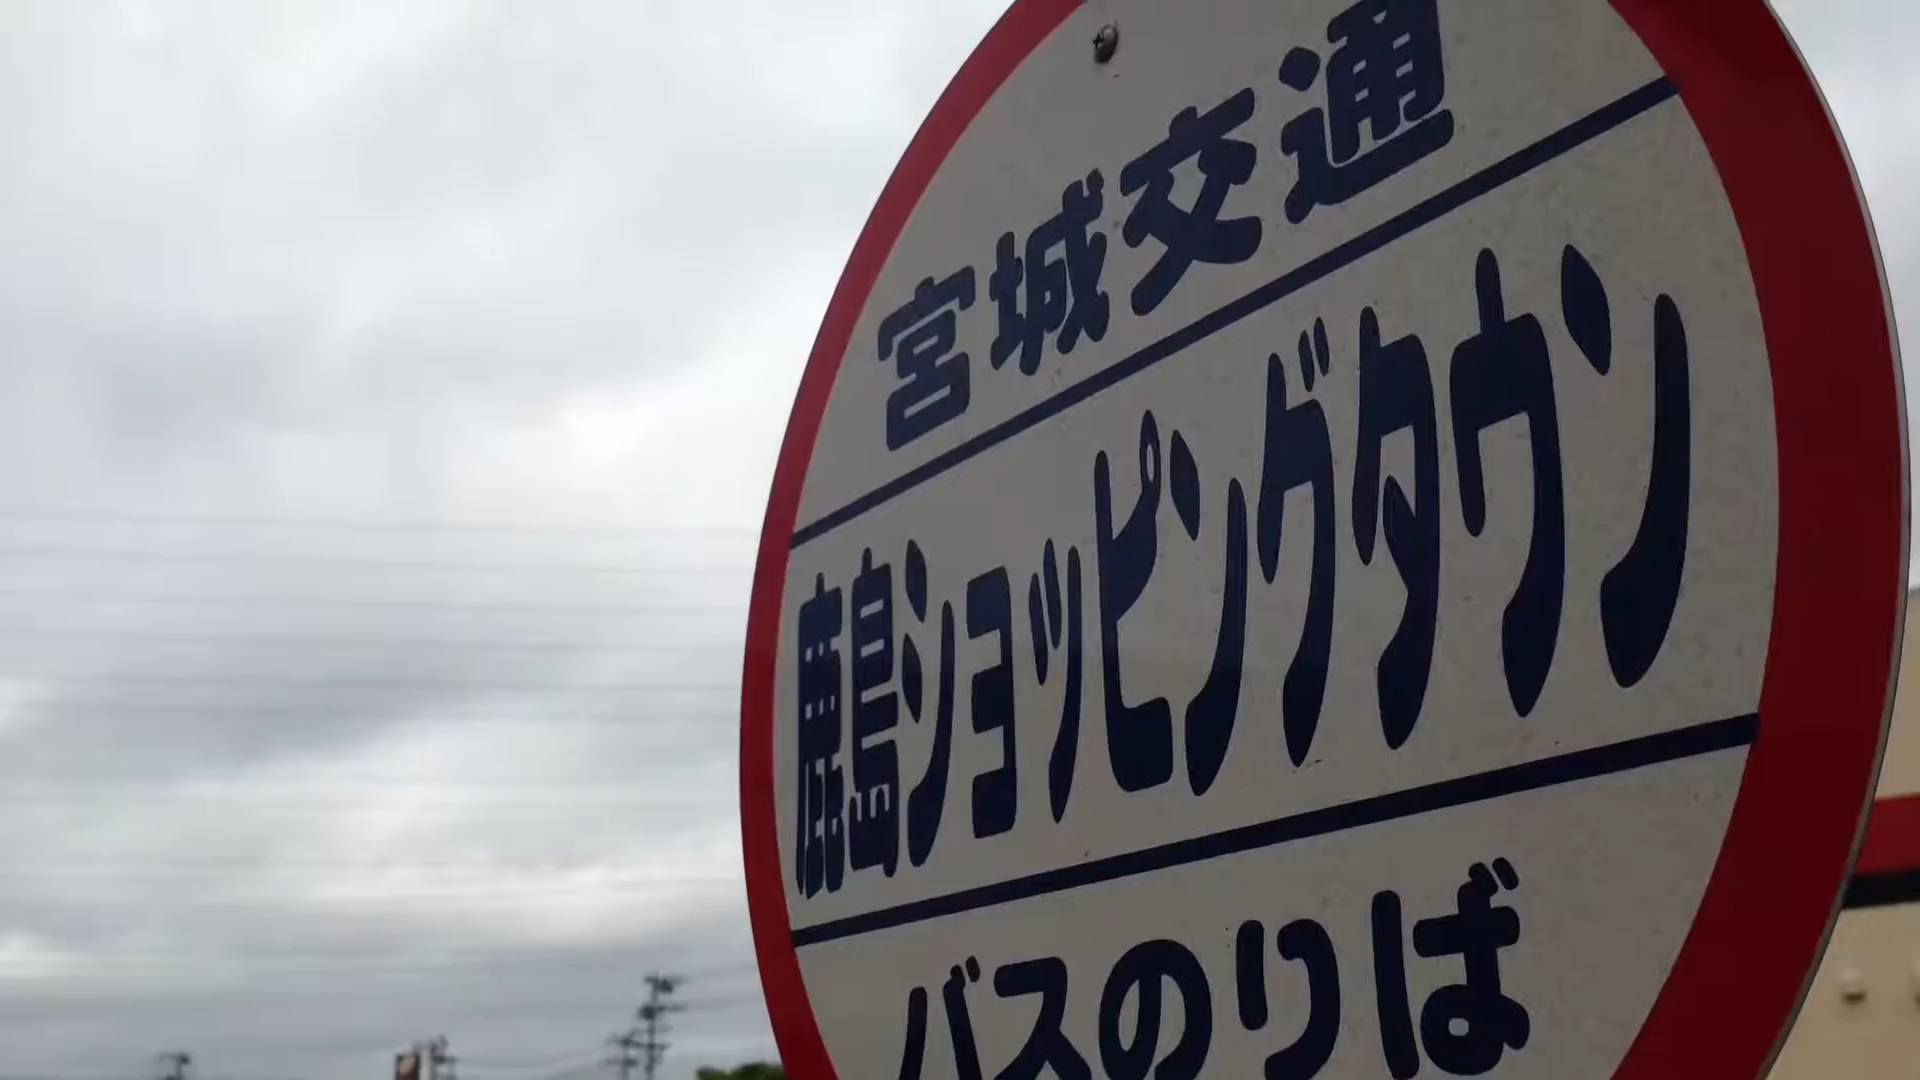 宮城交通
鹿島ショッピングタウン
バスのりば